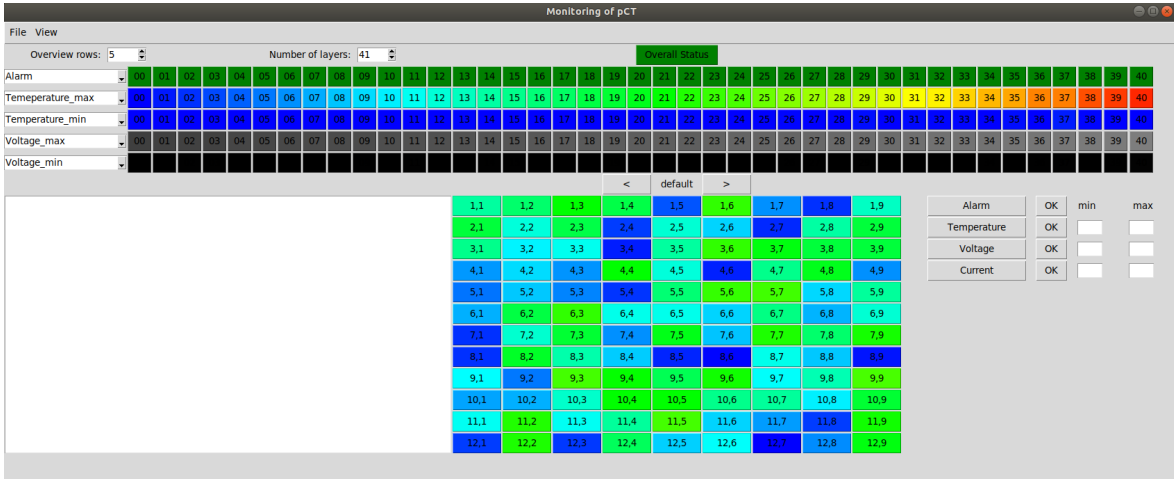 Monitoring of pCT
File View
Overview rows: 5 Number of layers: 41 Overall Status
Alarm 00 01 02 03 04 05 06 07 08 09 10 11 12 13 14 15 16 17 18 19 20 21 22 23 24 25 26 27 28 29 30 31 32 33 34 35 36 37 38 39 40
Temeperature_max 00 01 02 03 04 05 06 07 08 09 10 11 12 13 14 15 16 17 18 19 20 21 22 23 24 25 26 27 28 29 30 31 32 33 34 35 36 37 38 39 40
Temperature_min 00 01 02 03 04 05 06 07 08 09 10 11 12 13 14 15 16 17 18 19 20 21 22 23 24 25 26 27 28 29 30 31 32 33 34 35 36 37 38 39 40
Voltage_max 00 01 02 03 04 05 06 07 08 09 10 11 12 13 14 15 16 17 18 19 20 21 22 23 24 25 26 27 28 29 30 31 32 33 34 35 36 37 38 39 40
Voltage_min
< default >
1,1 1,2 1,3 1,4 1,5 1,6 1,7 1,8 1,9 Alarm OK min max
2,1 2,2 2,3 2,4 2,5 2,6 2,7 2,8 2,9 Temperature OK
3,1 3,2 3,3 3,4 3,5 3,6 3,7 3,8 3,9 Voltage OK
4,1 4,2 4,3 4,4 4,5 4,6 4,7 4,8 4,9 Current OK
5,1 5,2 5,3 5,4 5,5 5,6 5,7 5,8 5,9
6,1 6,2 6,3 6,4 6,5 6,6 6,7 6,8 6,9
7,1 7,2 7,3 7,4 7,5 7,6 7,7 7,8 7,9
8,1 8,2 8,3 8,4 8,5 8,6 8,7 8,8 8,9
9,1 9,2 9,3 9,4 9,5 9,6 9,7 9,8 9,9
10,1 10,2 10,3 10,4 10,5 10,6 10,7 10,8 10,9
11,1 11,2 11,3 11,4 11,5 11,6 11,7 11,8 11,9
12,1 12,2 12,3 12,4 12,5 12,6 12,7 12,8 12,9